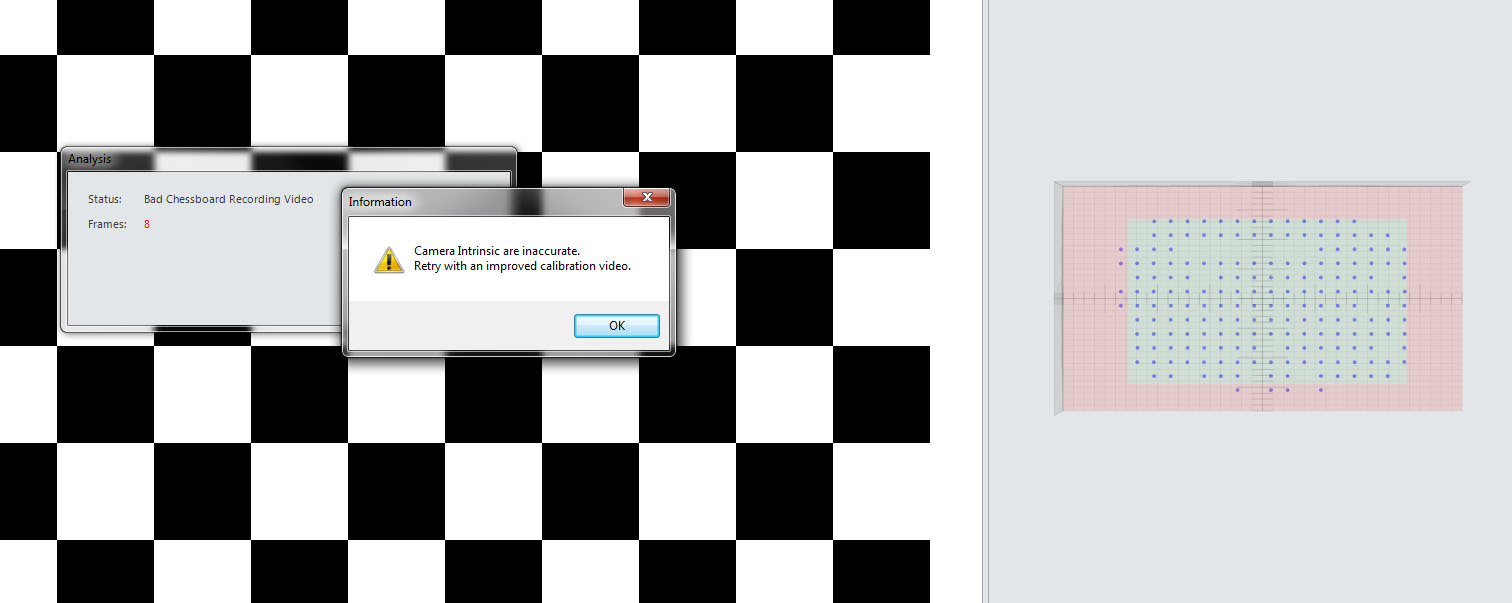 Analysis
Status: Bad Chessboard Recording Video
Frames: 8
Information
Camera Intrinsic are inaccurate.
Retry with an improved calibration video.
OK